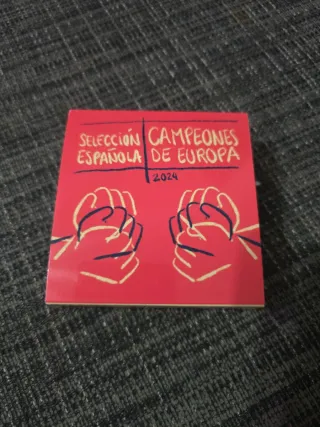 SELECCIÓN
ESPAÑOLA
CAMPEONES
DE EUROPA
2024